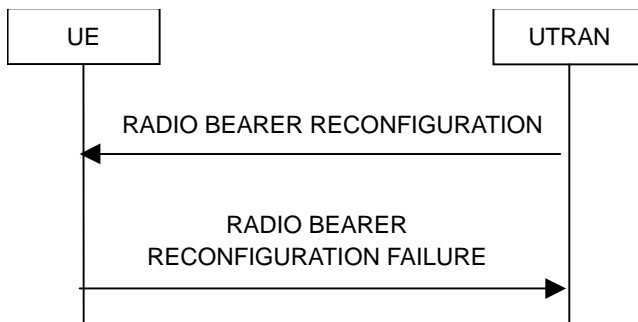 UE
UTRAN
RADIO BEARER RECONFIGURATION
RADIO BEARER
RECONFIGURATION FAILURE